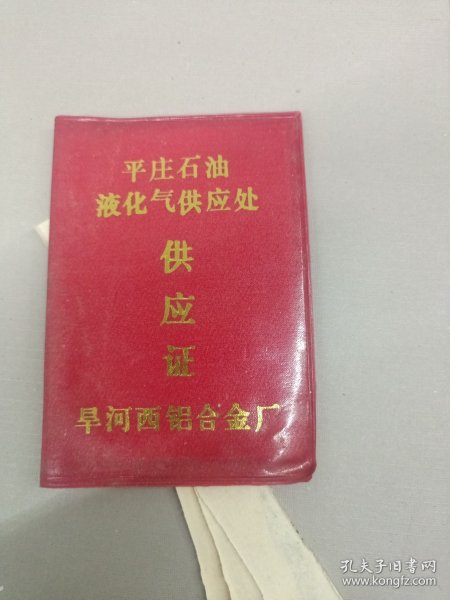 平庄石油
液化气供应处
供
应
证
旱河西铝合金厂
孔夫子旧书网
www.kongfz.com